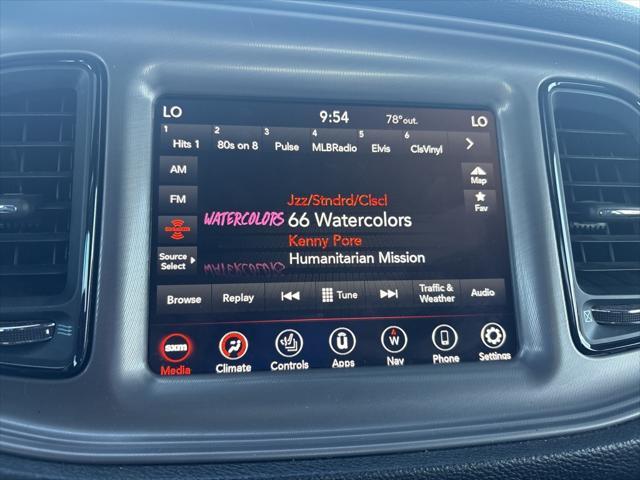 LO 9:54 78°out. LO
1 2 3 4 5 6
Hits 1 80s on 8 Pulse MLBRadio Elvis ClsVinyl
AM
Map
FM
Fav
Jzz/Stndrd/Clscl
WATERCOLORS 66 Watercolors
Kenny Pore
Source Select
Humanitarian Mission
Browse Replay Tune Traffic & Weather Audio
sxm W
Media Climate Controls Apps Nav Phone Settings